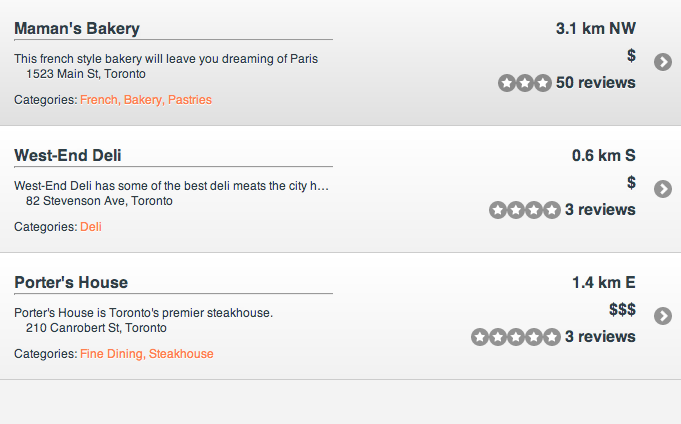 Maman's Bakery 3.1 km NW
This french style bakery will leave you dreaming of Paris $
1523 Main St, Toronto
50 reviews
Categories: French, Bakery, Pastries
West-End Deli 0.6 km S
West-End Deli has some of the best deli meats the city h... $
82 Stevenson Ave, Toronto
3 reviews
Categories: Deli
Porter's House 1.4 km E
Porter's House is Toronto's premier steakhouse. $$$
210 Canrobert St, Toronto
3 reviews
Categories: Fine Dining, Steakhouse